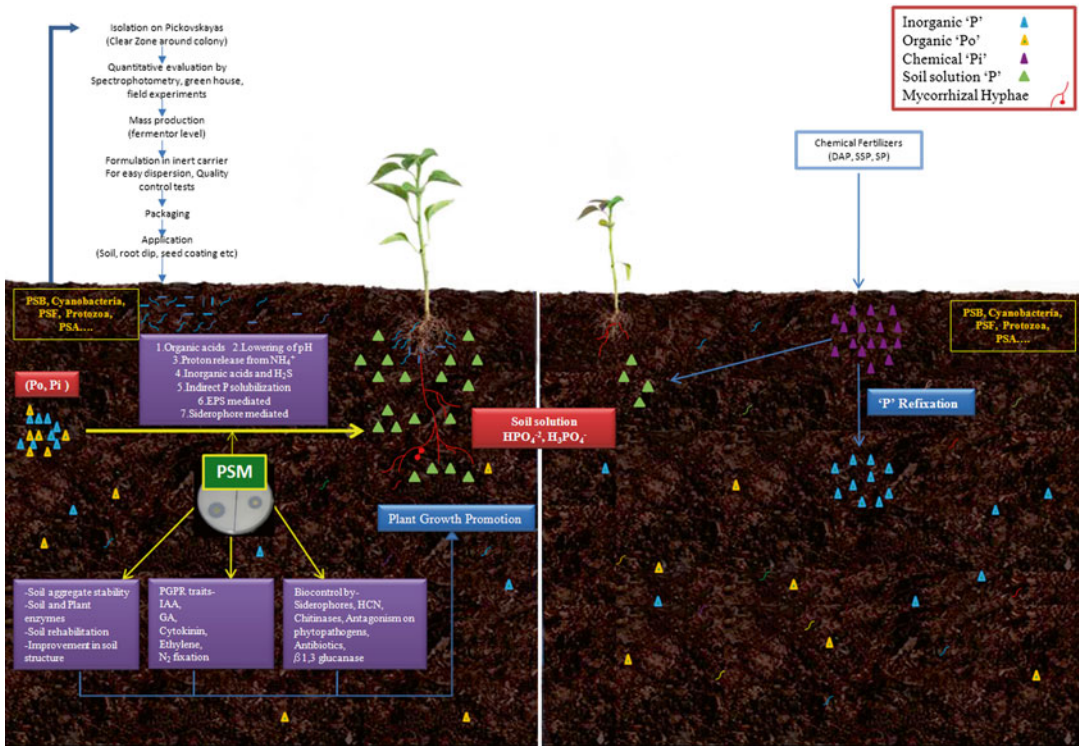 Isolation on Pickovskayas
(Clear Zone around colony)
Quantitative evaluation by
Spectrophotometry, green house,
field experiments
Mass production
(fermentor level)
Formulation in inert carrier
For easy dispersion, Quality
control tests
Packaging
Application
(Soil, root dip, seed coating etc)
Inorganic ‘P’
Organic ‘Po’
Chemical ‘Pi’
Soil solution ‘P’
Mycorrhizal Hyphae
Chemical Fertilizers
(DAP, SSP, SP)
PSB, Cyanobacteria,
PSF, Protozoa,
PSA....
1.Organic acids 2.Lowering of pH
3.Proton release from NH₄⁺
4.Inorganic acids and H₂S
5.Indirect P solubilization
6.EPS mediated
7.Siderophore mediated
(Po, Pi )
PSM
Soil solution
HPO₄⁻², H₃PO₄⁻
Plant Growth Promotion
-Soil aggregate stability
-Soil and Plant
enzymes
-Soil rehabilitation
-Improvement in soil
structure
PGPR traits-
IAA,
GA,
Cytokinin,
Ethylene,
N₂ fixation
Biocontrol by-
Siderophores, HCN,
Chitinases, Antagonism on
phytopathogens,
Antibiotics,
β1,3 glucanase
PSB, Cyanobacteria,
PSF, Protozoa,
PSA....
‘P’ Refixation